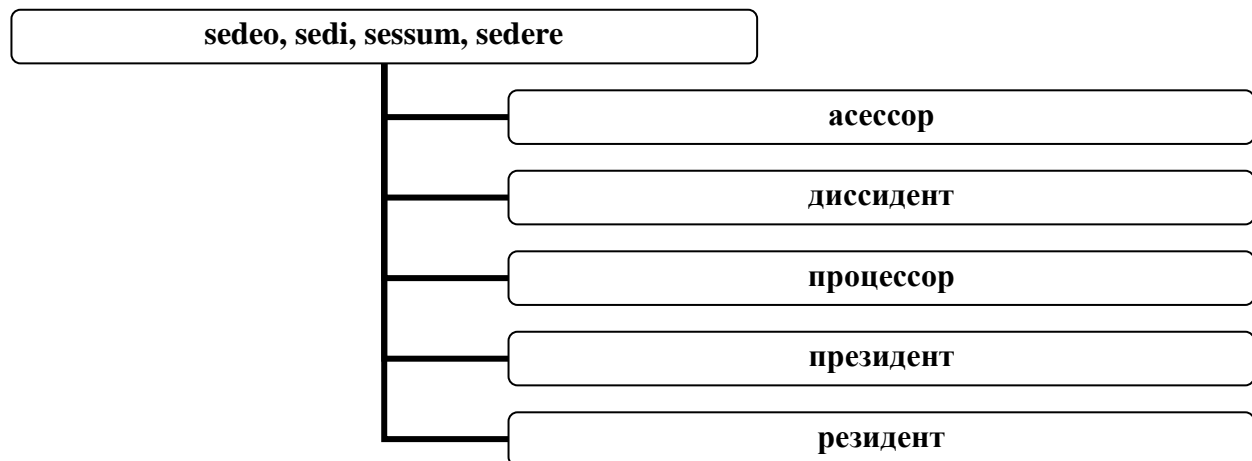 sedeo, sedi, sessum, sedere
асессор
диссидент
процессор
президент
резидент